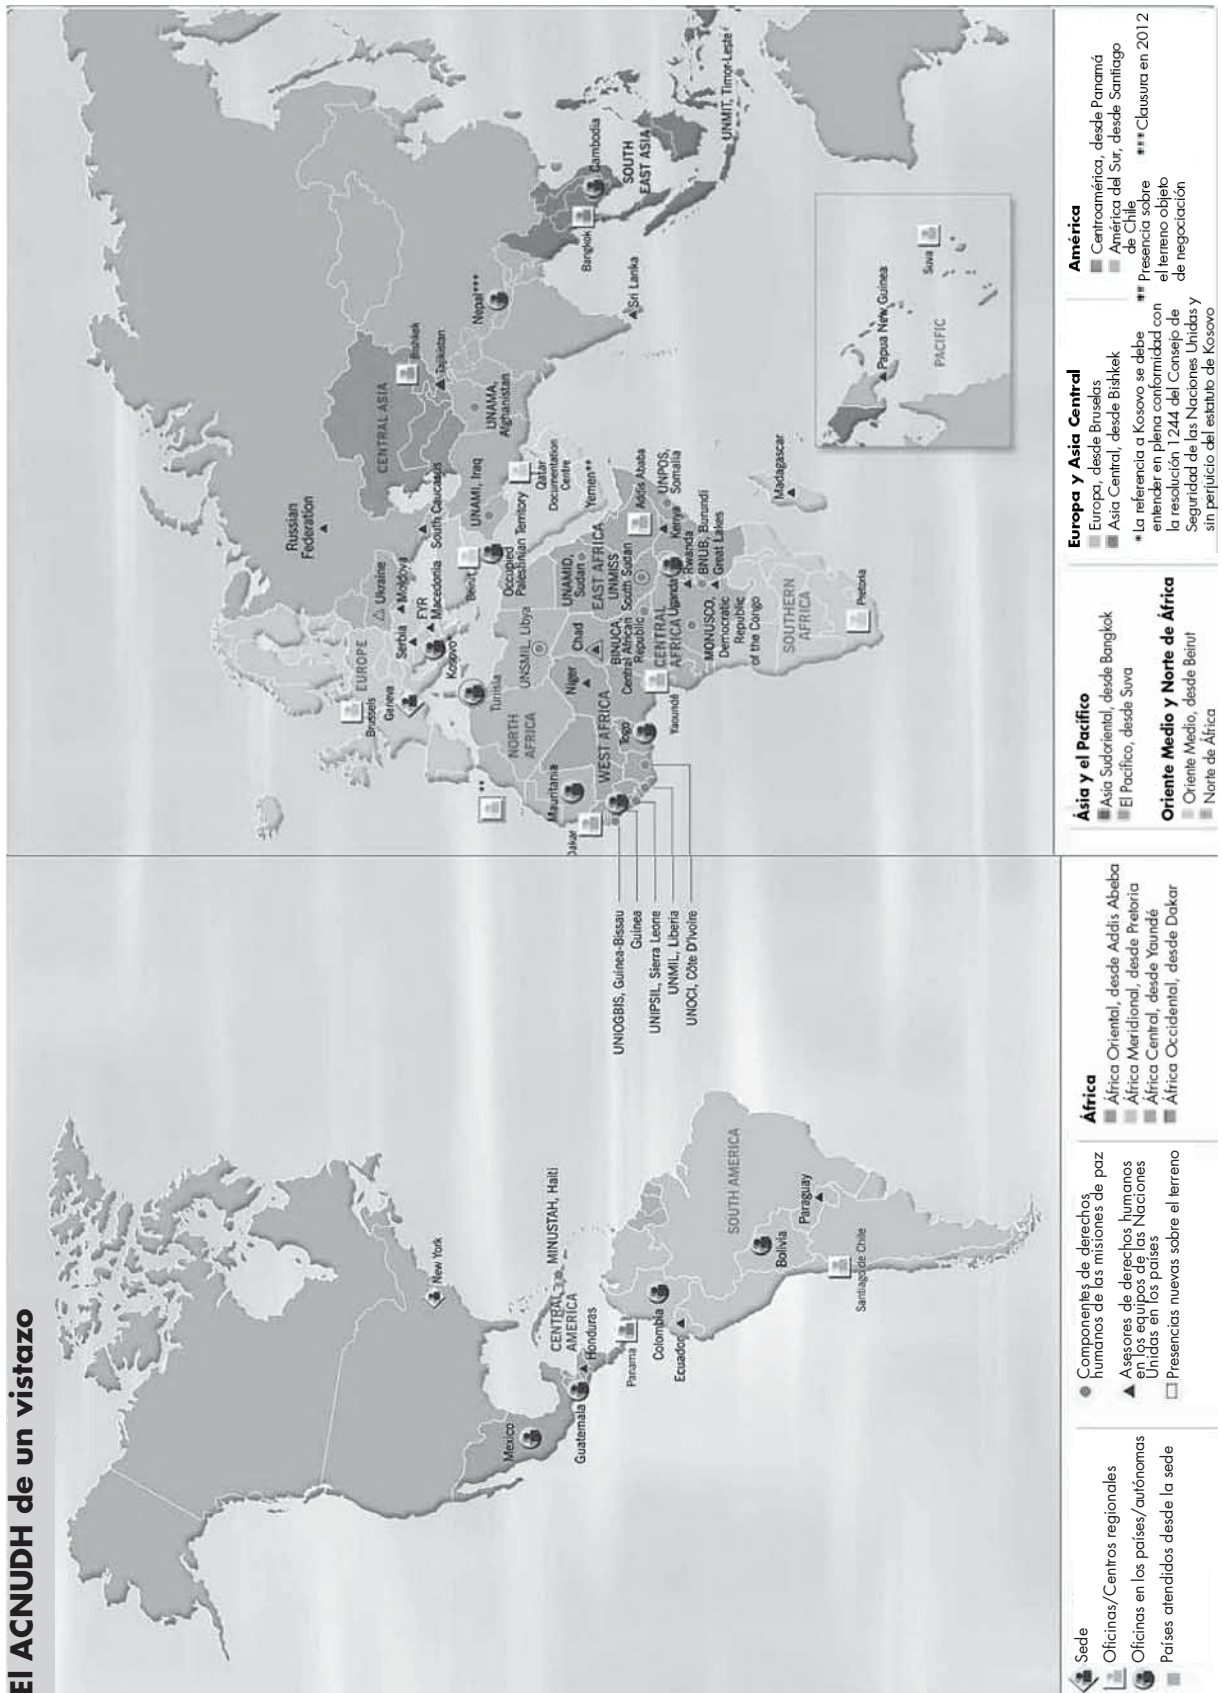 El ACNUDH de un vistazo
New York
Mexico
Guatemala
CENTRAL
AMERICA
Honduras
MINUSTAH, Haiti
Panama
Colombia
Ecuador
SOUTH AMERICA
Bolivia
Paraguay
Santiago de Chile
UNIOGBIS, Guinea-Bissau
Guinea
UNIPSIL, Sierra Leone
UNMIL, Liberia
UNOCI, Côte D'Ivoire
Russian
Federation
EUROPE
Brussels
Geneva
Ukraine
Moldova
Serbia
FYR
Macedonia
Kosovo*
South Caucasus
CENTRAL ASIA
Bishkek
Tajikistan
UNAMA,
Afghanistan
Nepal***
Sri Lanka
Bangkok
Cambodia
SOUTH
EAST ASIA
UNMIT, Timor-Leste
Beirut
UNAMI, Iraq
Occupied
Paleshnian Territory
Qatar
Documentation
Centre
Yemen**
**
Tunisia
NORTH
AFRICA
UNSMIL, Libya
Mauritania
Dakar
WEST AFRICA
Niger
Chad
Togo
Yaoundé
BINUCA,
Central African
Republic
CENTRAL
AFRICA
UNAMID,
Sudan
EAST AFRICA
UNMISS
South Sudan
Addis Ababa
UNPOS,
Somalia
Kenya
Uganda
Rwanda
BNUB, Burundi
Great Lakes
MONUSCO,
Democratic
Republic
of the Congo
SOUTHERN
AFRICA
Pretoria
Madagascar
Papua New Guinea
PACIFIC
Suva
Sede
Oficinas/Centros regionales
Oficinas en los países/autónomas
Países atendidos desde la sede
Componentes de derechos
humanos de las misiones de paz
Asesores de derechos humanos
en los equipos de las Naciones
Unidas en los países
Presencias nuevas sobre el terreno
África
África Oriental, desde Addis Abeba
África Meridional, desde Pretoria
África Central, desde Yaundé
África Occidental, desde Dakar
Ásia y el Pacífico
Asia Sudoriental, desde Bangkok
El Pacífico, desde Suva
Oriente Medio y Norte de África
Oriente Medio, desde Beirut
Norte de África
Europa y Asia Central
Europa, desde Bruselas
Asia Central, desde Bishkek
* La referencia a Kosovo se debe
entender en plena conformidad con
la resolución 1244 del Consejo de
Seguridad de las Naciones Unidas y
sin perjuicio del estatuto de Kosovo
América
Centroamérica, desde Panamá
América del Sur, desde Santiago
de Chile
** Presencia sobre
el terreno objeto
de negociación
*** Clausura en 2012